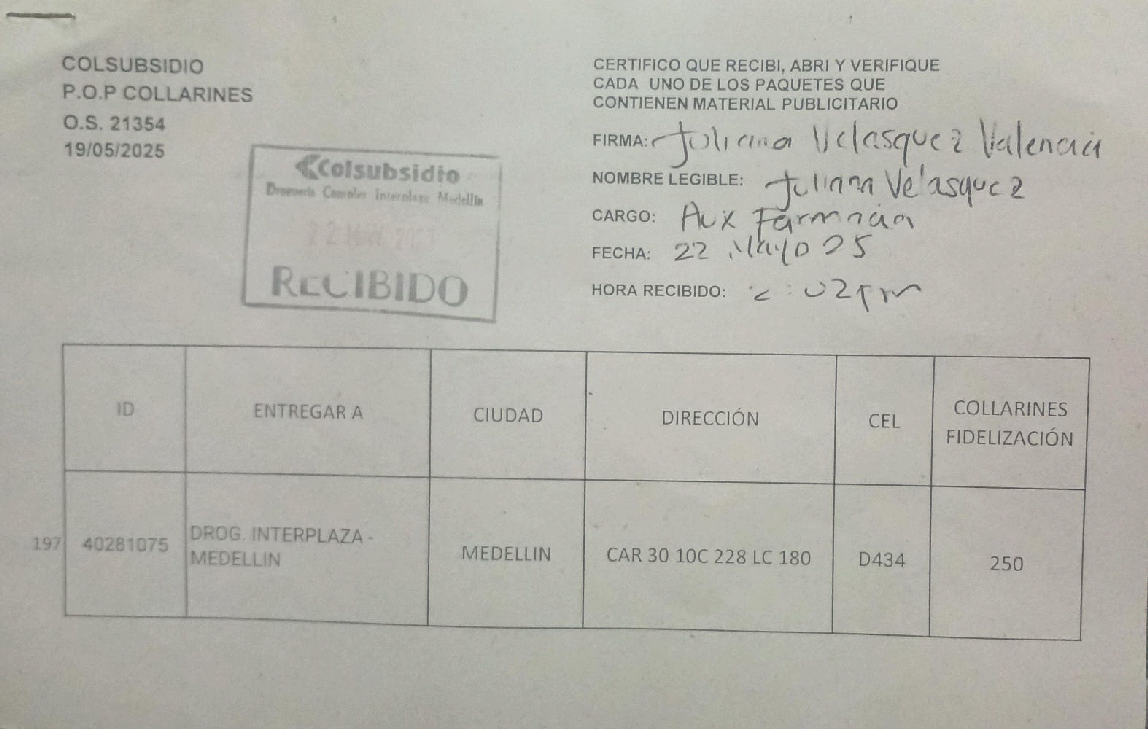 COLSUBSIDIO
P.O.P COLLARINES
O.S. 21354
19/05/2025
Colsubsidio
Interplaza Medellin
22
RECIBIDO
CERTIFICO QUE RECIBI, ABRI Y VERIFIQUE
CADA UNO DE LOS PAQUETES QUE
CONTIENEN MATERIAL PUBLICITARIO
FIRMA: Juliana Velasquez Valencia
NOMBRE LEGIBLE: Juliana Velasquez
CARGO: Aux Farmacia
FECHA: 22 Mayo 25
HORA RECIBIDO: 2:02pm
ID ENTREGAR A CIUDAD DIRECCIÓN CEL COLLARINES FIDELIZACIÓN
197 40281075 DROG. INTERPLAZA - MEDELLIN MEDELLIN CAR 30 10C 228 LC 180 D434 250